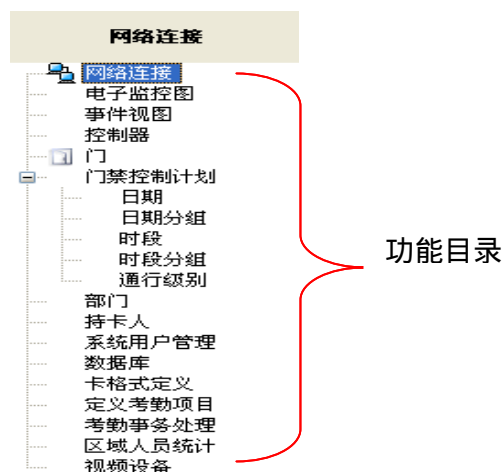 网络连接
网络连接
电子监控图
事件视图
控制器
门
门禁控制计划
日期
日期分组
时段
时段分组
通行级别
功能目录
部门
持卡人
系统用户管理
数据库
卡格式定义
定义考勤项目
考勤事务处理
区域人员统计
视频设备